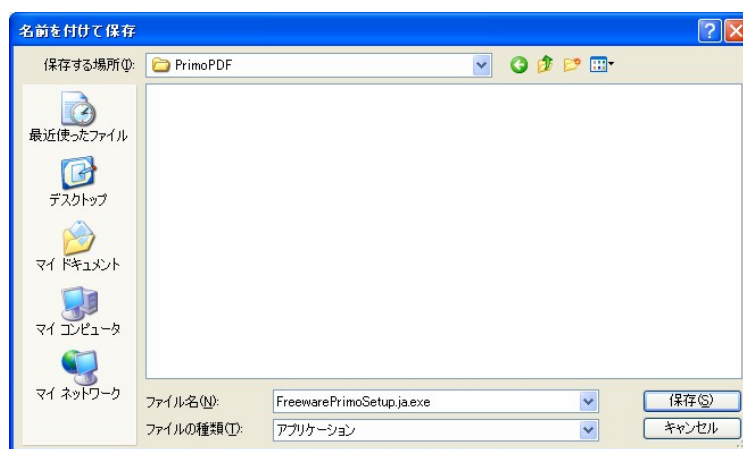 名前を付けて保存
保存する場所(I):
PrimoPDF
最近使ったファイル
デスクトップ
マイ ドキュメント
マイ コンピュータ
マイ ネットワーク
ファイル名(N):
FreewarePrimoSetup.ja.exe
保存(S)
ファイルの種類(T):
アプリケーション
キャンセル